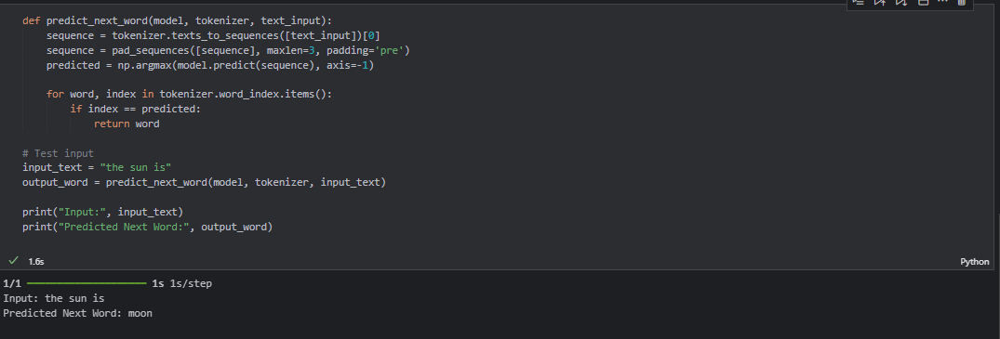 def predict_next_word(model, tokenizer, text_input):
    sequence = tokenizer.texts_to_sequences([text_input])[0]
    sequence = pad_sequences([sequence], maxlen=3, padding='pre')
    predicted = np.argmax(model.predict(sequence), axis=-1)

    for word, index in tokenizer.word_index.items():
        if index == predicted:
            return word

# Test input
input_text = "the sun is"
output_word = predict_next_word(model, tokenizer, input_text)

print("Input:", input_text)
print("Predicted Next Word:", output_word)
1.6s Python
1/1 1s 1s/step
Input: the sun is
Predicted Next Word: moon